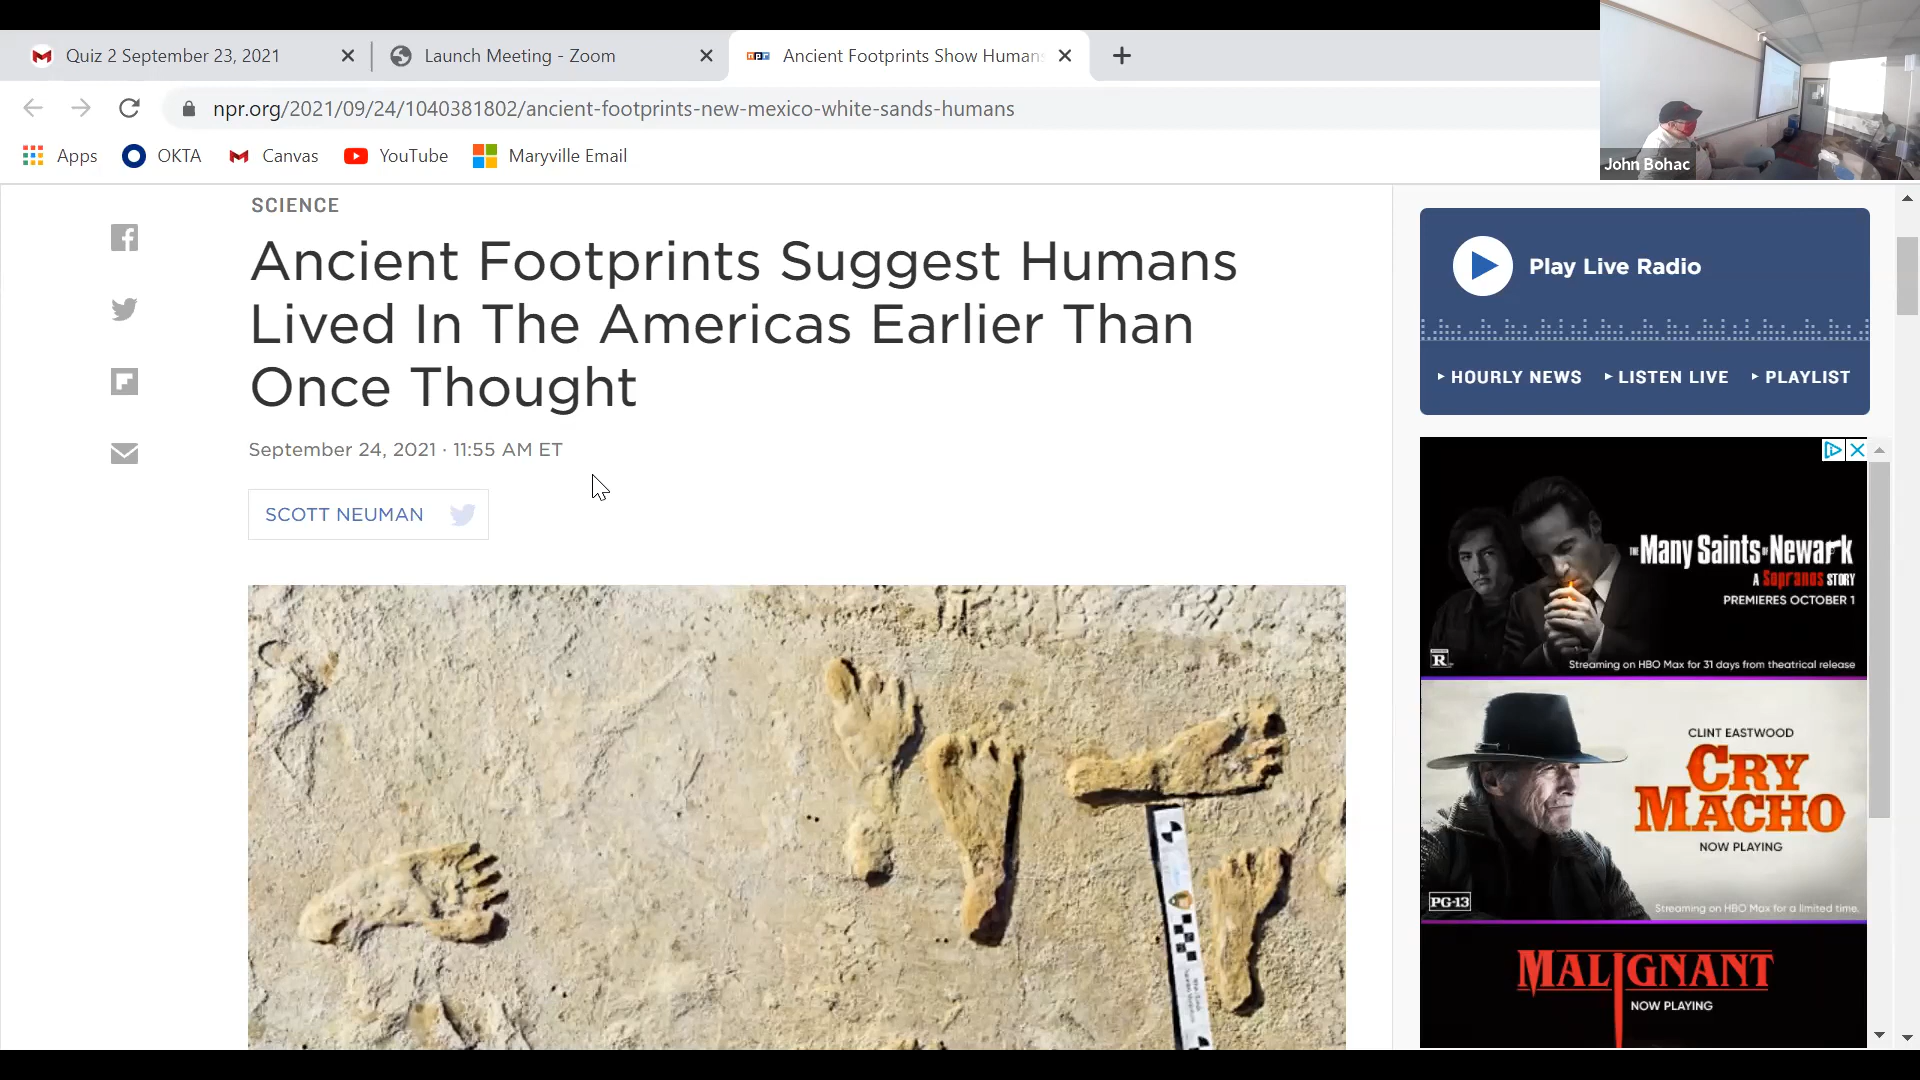 Quiz 2 September 23, 2021
Launch Meeting - Zoom
npr
Ancient Footprints Show Humans
npr.org/2021/09/24/1040381802/ancient-footprints-new-mexico-white-sands-humans
Apps
OKTA
Canvas
YouTube
Maryville Email
John Bohac
SCIENCE
Ancient Footprints Suggest Humans
Lived In The Americas Earlier Than
Once Thought
September 24, 2021 · 11:55 AM ET
SCOTT NEUMAN
Play Live Radio
HOURLY NEWS
LISTEN LIVE
PLAYLIST
THE Many Saints OF Newark
A Sopranos STORY
PREMIERES OCTOBER 1
R
Streaming on HBO Max for 31 days from theatrical release
CLINT EASTWOOD
CRY
MACHO
NOW PLAYING
PG-13
Streaming on HBO Max for a limited time.
MALIGNANT
NOW PLAYING